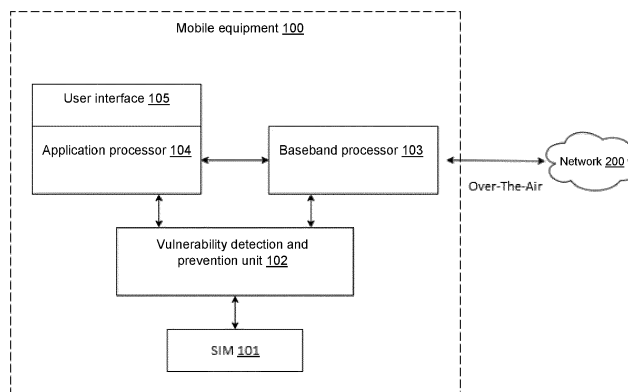 Mobile equipment 100
User interface 105
Application processor 104
Baseband processor 103
Network 200
Over-The-Air
Vulnerability detection and
prevention unit 102
SIM 101